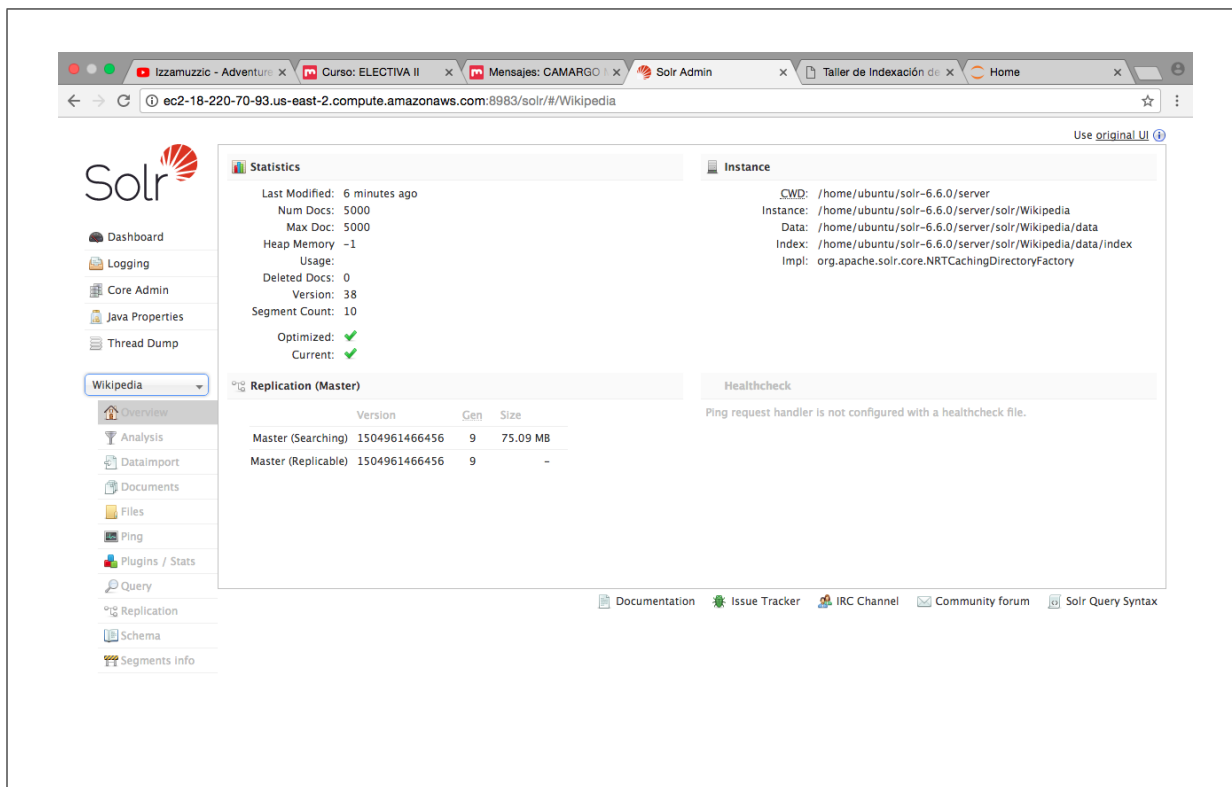 Izzamuzzic - Adventure
Curso: ELECTIVA II
Mensajes: CAMARGO
Solr Admin
Taller de Indexación de
Home
ec2-18-220-70-93.us-east-2.compute.amazonaws.com:8983/solr/#/Wikipedia
Use original UI
Solr
Dashboard
Logging
Core Admin
Java Properties
Thread Dump
Wikipedia
Overview
Analysis
Dataimport
Documents
Files
Ping
Plugins / Stats
Query
Replication
Schema
Segments Info
Statistics
Last Modified: 6 minutes ago
Num Docs: 5000
Max Doc: 5000
Heap Memory -1
Usage:
Deleted Docs: 0
Version: 38
Segment Count: 10
Optimized:
Current:
Instance
CWD: /home/ubuntu/solr-6.6.0/server
Instance: /home/ubuntu/solr-6.6.0/server/solr/Wikipedia
Data: /home/ubuntu/solr-6.6.0/server/solr/Wikipedia/data
Index: /home/ubuntu/solr-6.6.0/server/solr/Wikipedia/data/index
Impl: org.apache.solr.core.NRTCachingDirectoryFactory
Replication (Master)
Version Gen Size
Master (Searching) 1504961466456 9 75.09 MB
Master (Replicable) 1504961466456 9 -
Healthcheck
Ping request handler is not configured with a healthcheck file.
Documentation
Issue Tracker
IRC Channel
Community forum
Solr Query Syntax